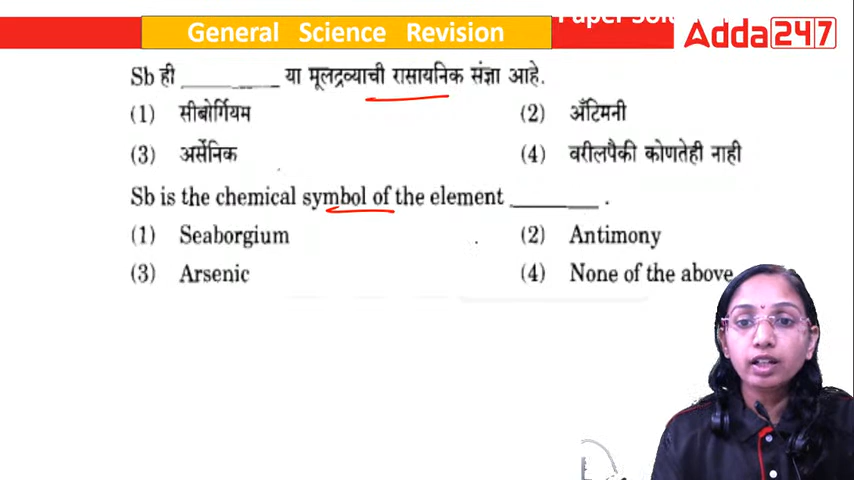 Paper Solution
General Science Revision
Adda247
Sb ही ________ या मूलद्रव्याची रासायनिक संज्ञा आहे.
(1) सीबोर्गियम (2) अँटिमनी
(3) अर्सेनिक (4) वरीलपैकी कोणतेही नाही
Sb is the chemical symbol of the element ________ .
(1) Seaborgium (2) Antimony
(3) Arsenic (4) None of the above